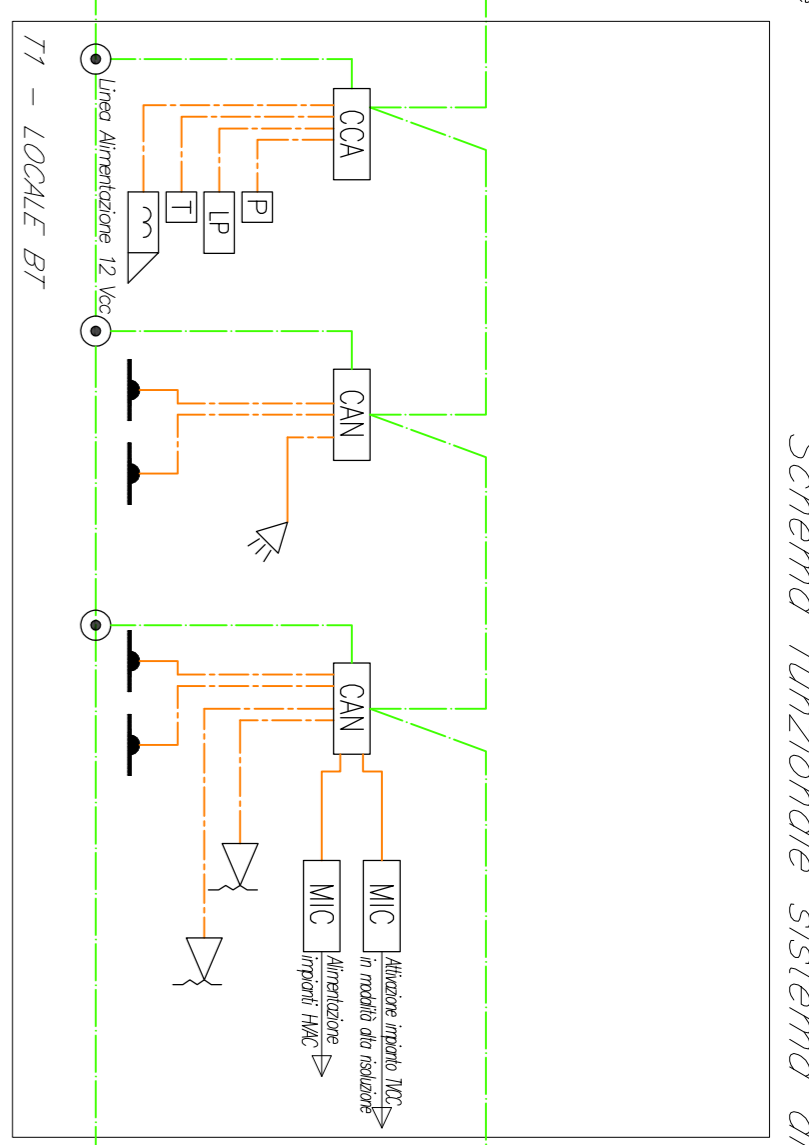 Schema funzionale sistema
T1 - LOCALE BT
Linea Alimentazione 12 Vcc
CCA
P
LP
T
CAN
CAN
MIC
Attivazione impianto TVCC
in modalità alta risoluzione
MIC
Alimentazione
impianti HVAC